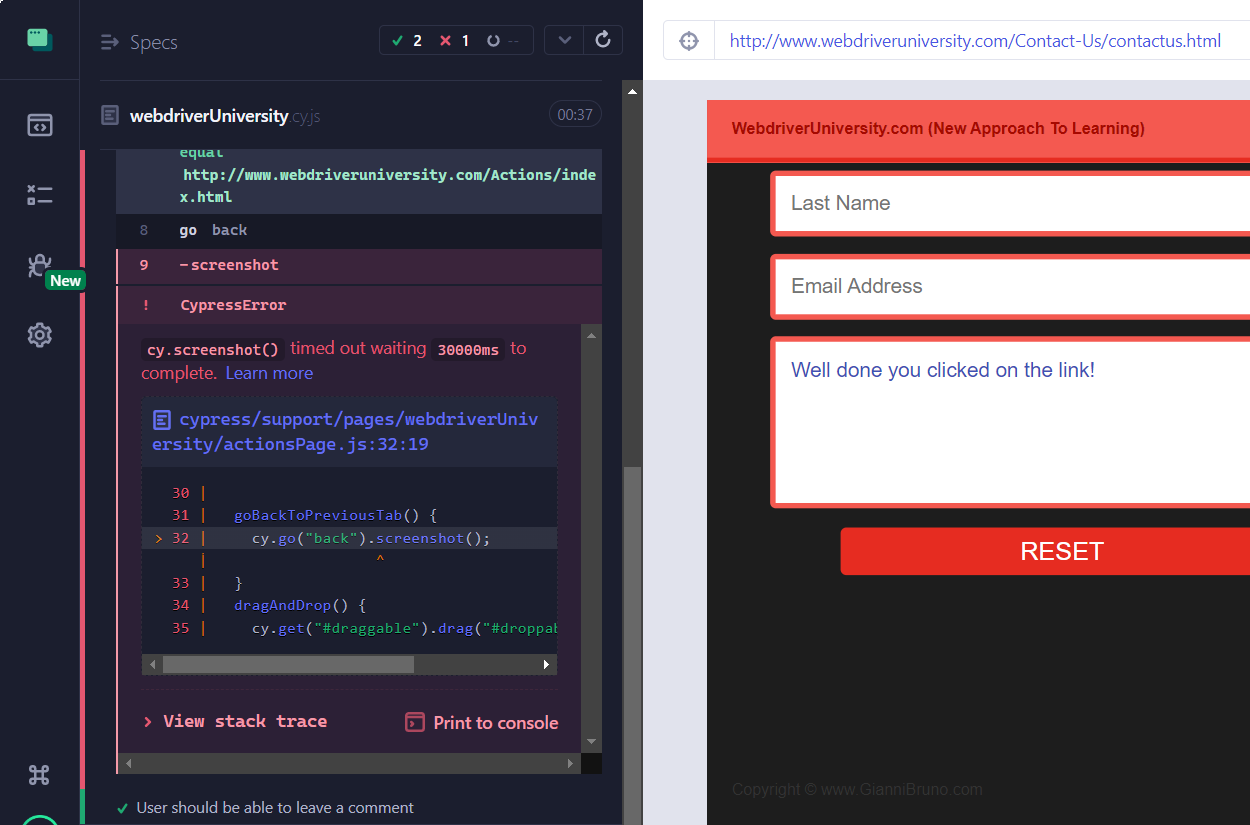 Specs
2
1
--
http://www.webdriveruniversity.com/Contact-Us/contactus.html
webdriverUniversity.cy.js
00:37
New
equal
http://www.webdriveruniversity.com/Actions/inde
x.html
8 go back
9 -screenshot
! CypressError
cy.screenshot() timed out waiting 30000ms to
complete. Learn more
cypress/support/pages/webdriverUniv
ersity/actionsPage.js:32:19
30 |
31 | goBackToPreviousTab() {
> 32 | cy.go("back").screenshot();
| ^
33 | }
34 | dragAndDrop() {
35 | cy.get("#draggable").drag("#droppab
> View stack trace
Print to console
User should be able to leave a comment
WebdriverUniversity.com (New Approach To Learning)
Last Name
Email Address
Well done you clicked on the link!
RESET
Copyright © www.GianniBruno.com